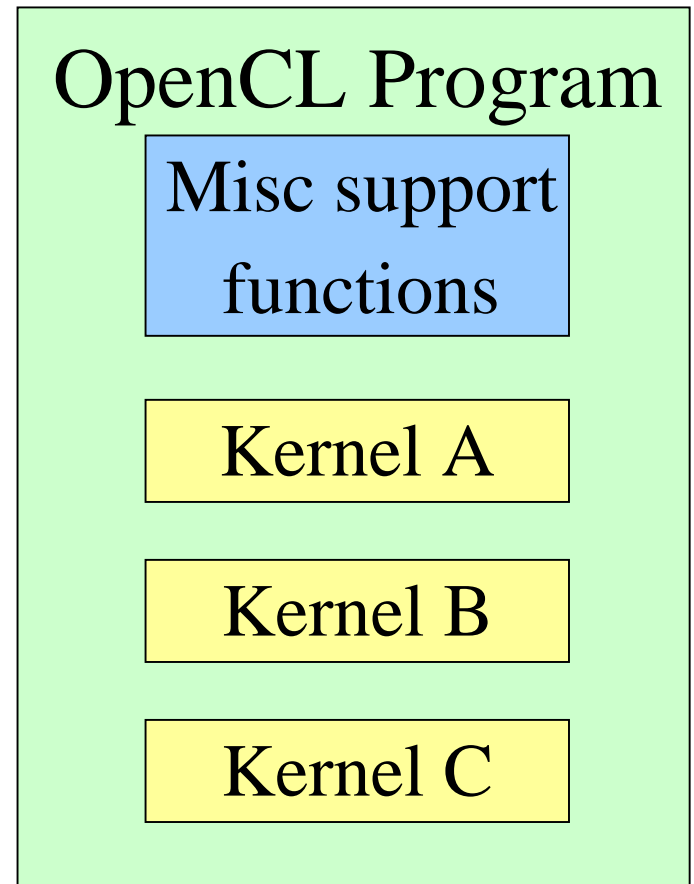 OpenCL Program
Misc support
functions
Kernel A
Kernel B
Kernel C